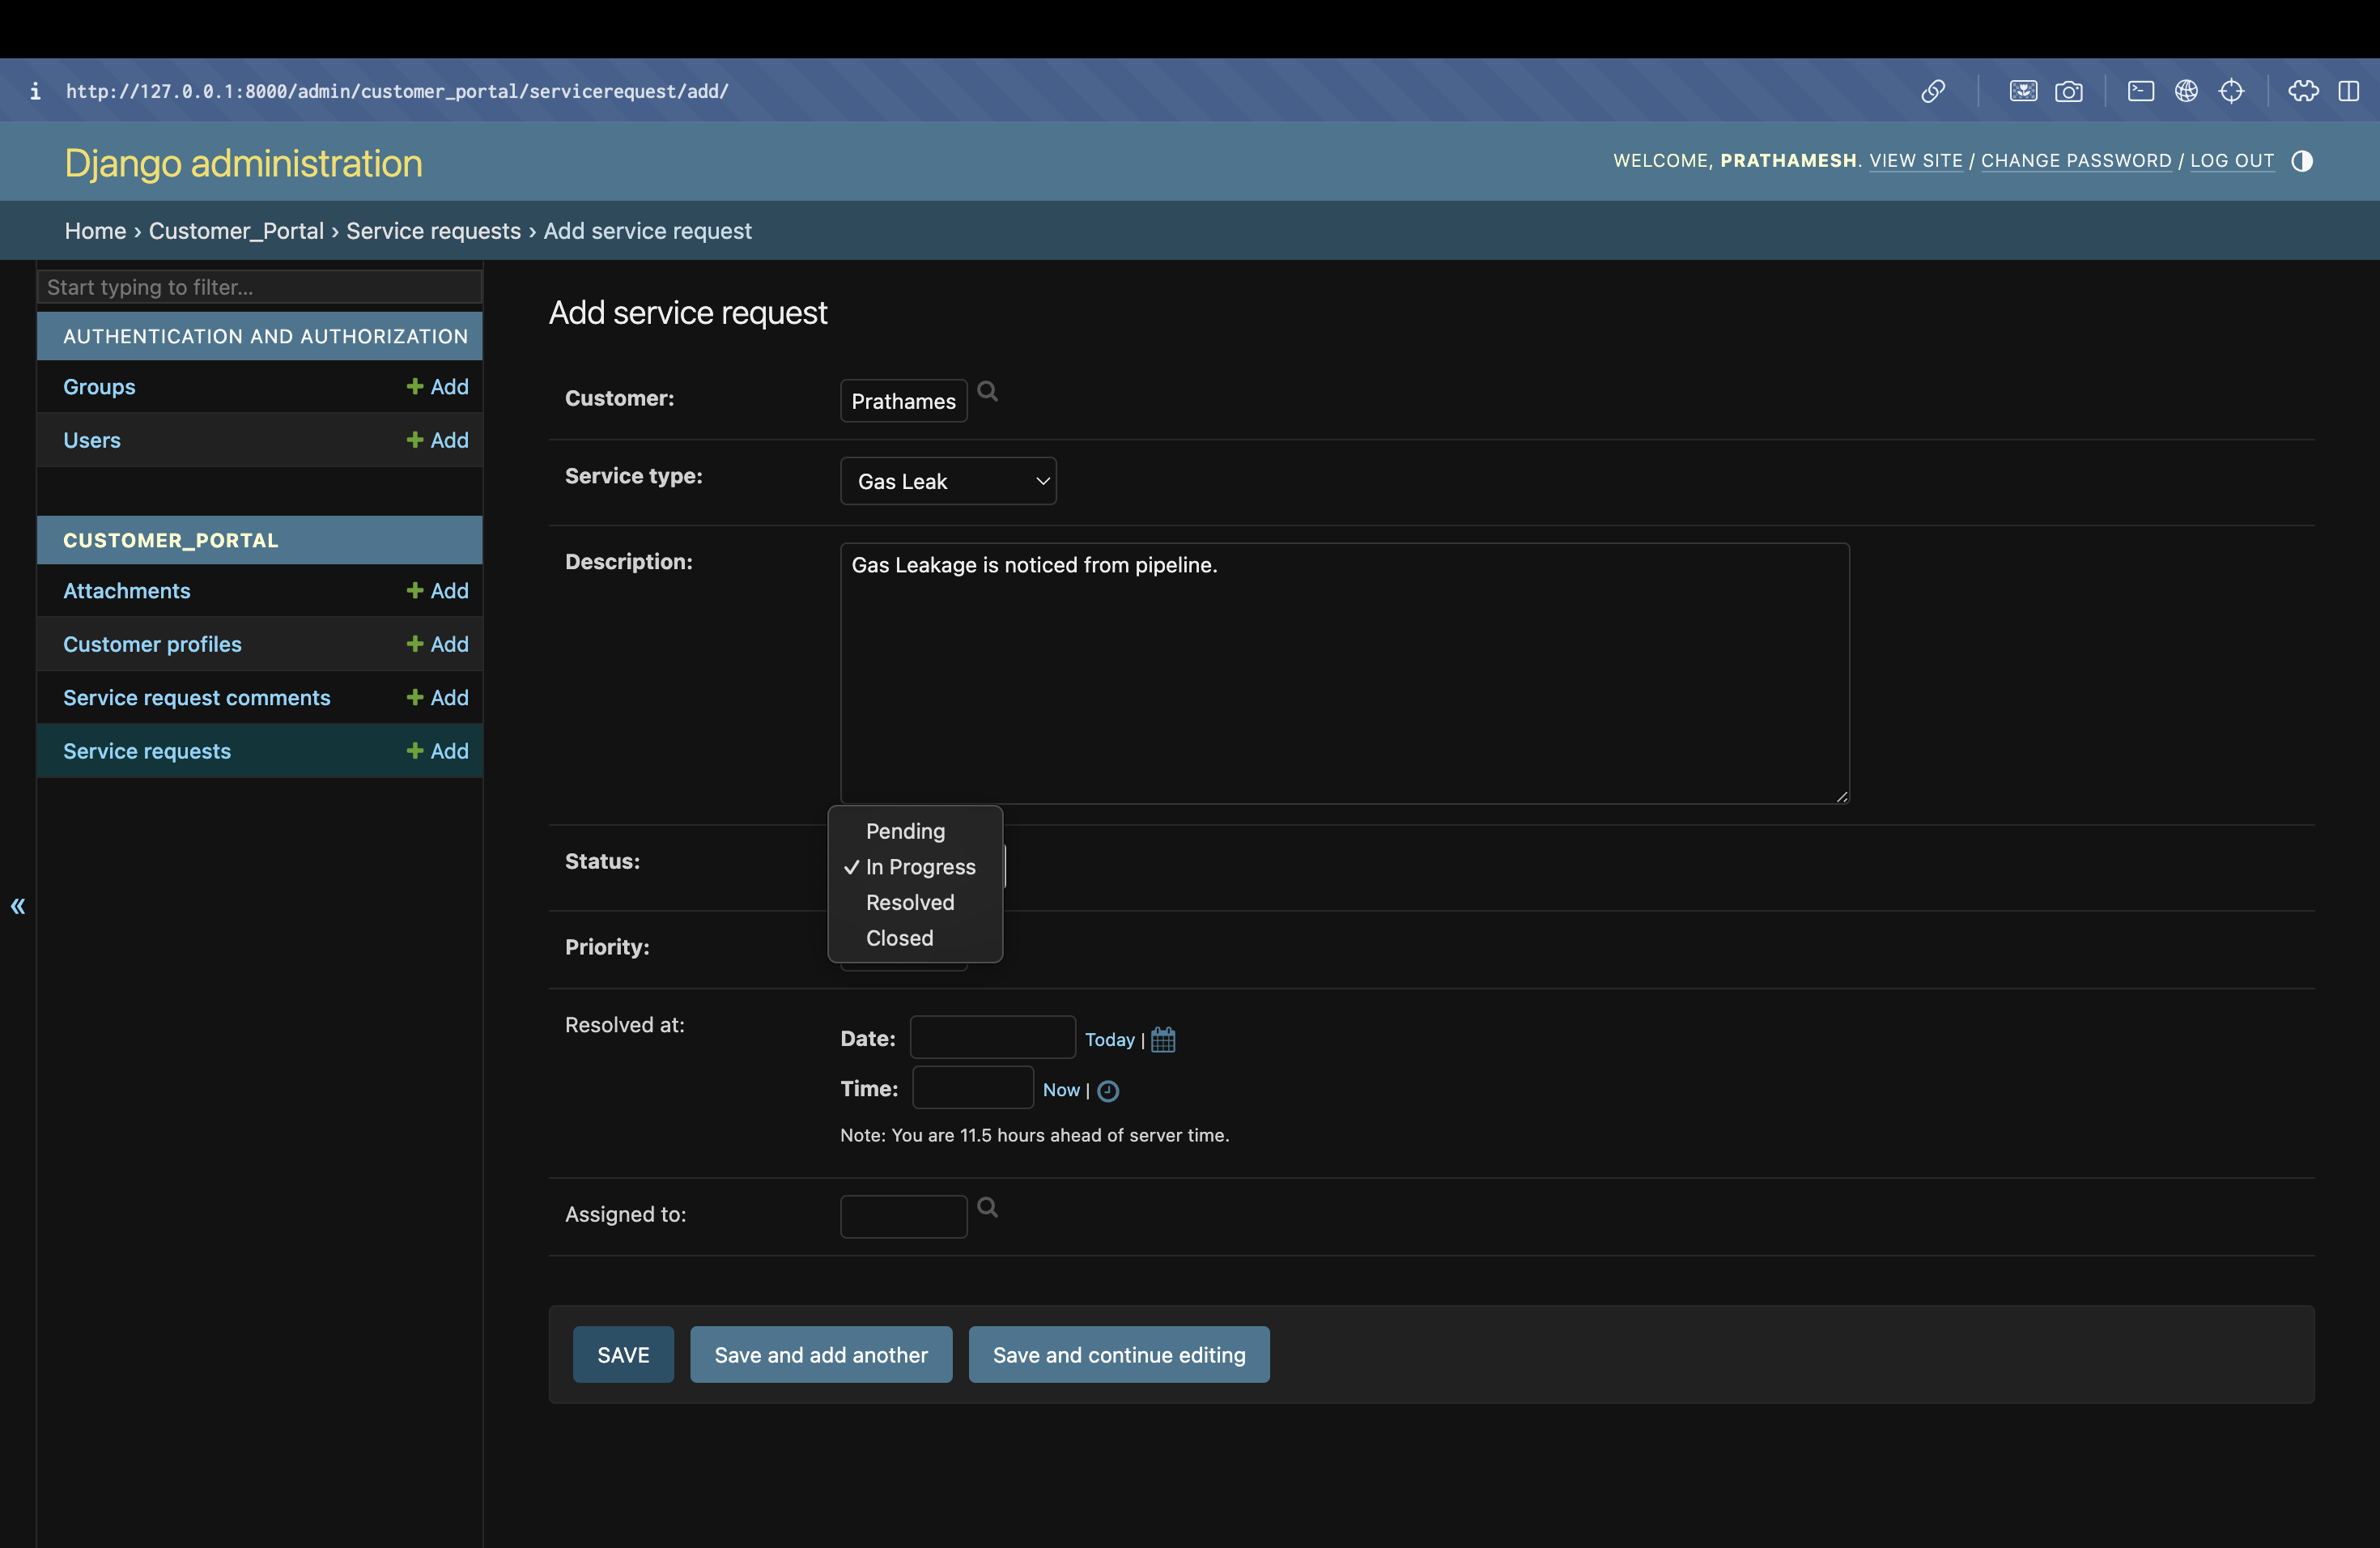 i http://127.0.0.1:8000/admin/customer_portal/servicerequest/add/
Django administration
WELCOME, PRATHAMESH. VIEW SITE / CHANGE PASSWORD / LOG OUT
Home › Customer_Portal › Service requests › Add service request
Start typing to filter...
AUTHENTICATION AND AUTHORIZATION
Groups + Add
Users + Add
CUSTOMER_PORTAL
Attachments + Add
Customer profiles + Add
Service request comments + Add
Service requests + Add
«
Add service request
Customer: Prathames
Service type: Gas Leak
Description: Gas Leakage is noticed from pipeline.
Status:
Pending
✓ In Progress
Resolved
Closed
Priority:
Resolved at:
Date: Today |
Time: Now |
Note: You are 11.5 hours ahead of server time.
Assigned to:
SAVE Save and add another Save and continue editing